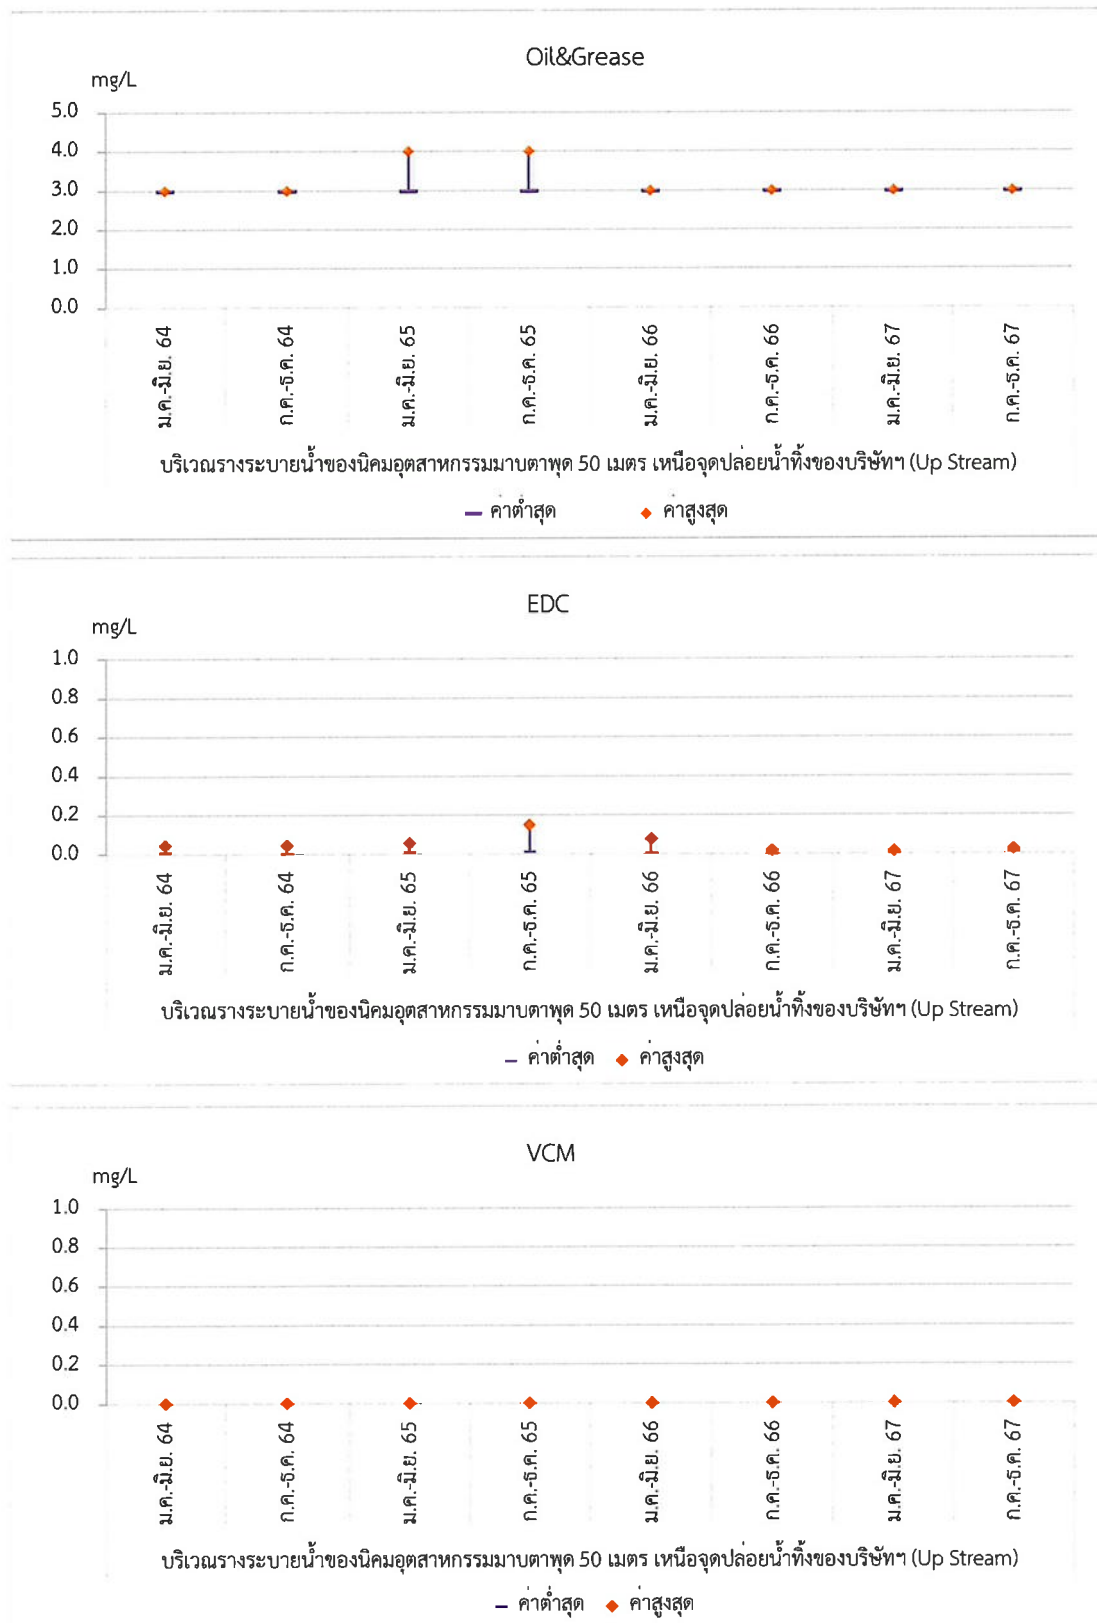 Oil&Grease
mg/L
5.0
4.0
3.0
2.0
1.0
0.0
ม.ค.-มิ.ย. 64
ก.ค.-ธ.ค. 64
ม.ค.-มิ.ย. 65
ก.ค.-ธ.ค. 65
ม.ค.-มิ.ย. 66
ก.ค.-ธ.ค. 66
ม.ค.-มิ.ย. 67
ก.ค.-ธ.ค. 67
บริเวณรางระบายน้ำของนิคมอุตสาหกรรมมาบตาพุด 50 เมตร เหนือจุดปล่อยน้ำทิ้งของบริษัทฯ (Up Stream)
ค่าต่ำสุด ค่าสูงสุด
EDC
mg/L
1.0
0.8
0.6
0.4
0.2
0.0
ม.ค.-มิ.ย. 64
ก.ค.-ธ.ค. 64
ม.ค.-มิ.ย. 65
ก.ค.-ธ.ค. 65
ม.ค.-มิ.ย. 66
ก.ค.-ธ.ค. 66
ม.ค.-มิ.ย. 67
ก.ค.-ธ.ค. 67
บริเวณรางระบายน้ำของนิคมอุตสาหกรรมมาบตาพุด 50 เมตร เหนือจุดปล่อยน้ำทิ้งของบริษัทฯ (Up Stream)
ค่าต่ำสุด ค่าสูงสุด
VCM
mg/L
1.0
0.8
0.6
0.4
0.2
0.0
ม.ค.-มิ.ย. 64
ก.ค.-ธ.ค. 64
ม.ค.-มิ.ย. 65
ก.ค.-ธ.ค. 65
ม.ค.-มิ.ย. 66
ก.ค.-ธ.ค. 66
ม.ค.-มิ.ย. 67
ก.ค.-ธ.ค. 67
บริเวณรางระบายน้ำของนิคมอุตสาหกรรมมาบตาพุด 50 เมตร เหนือจุดปล่อยน้ำทิ้งของบริษัทฯ (Up Stream)
ค่าต่ำสุด ค่าสูงสุด